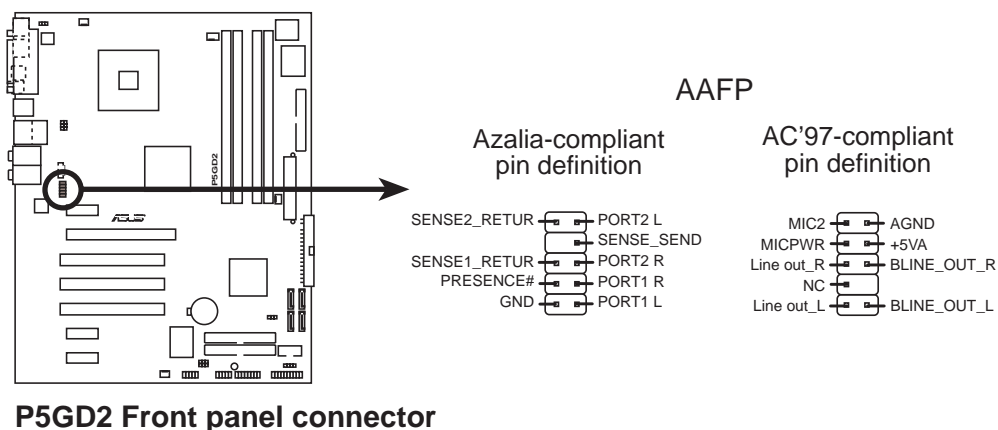 AAFP
Azalia-compliant
pin definition
AC'97-compliant
pin definition
P5GD2
ASUS
SENSE2_RETUR
PORT2 L
SENSE_SEND
SENSE1_RETUR
PORT2 R
PRESENCE#
PORT1 R
GND
PORT1 L
MIC2
AGND
MICPWR
+5VA
Line out_R
BLINE_OUT_R
NC
Line out_L
BLINE_OUT_L
P5GD2 Front panel connector